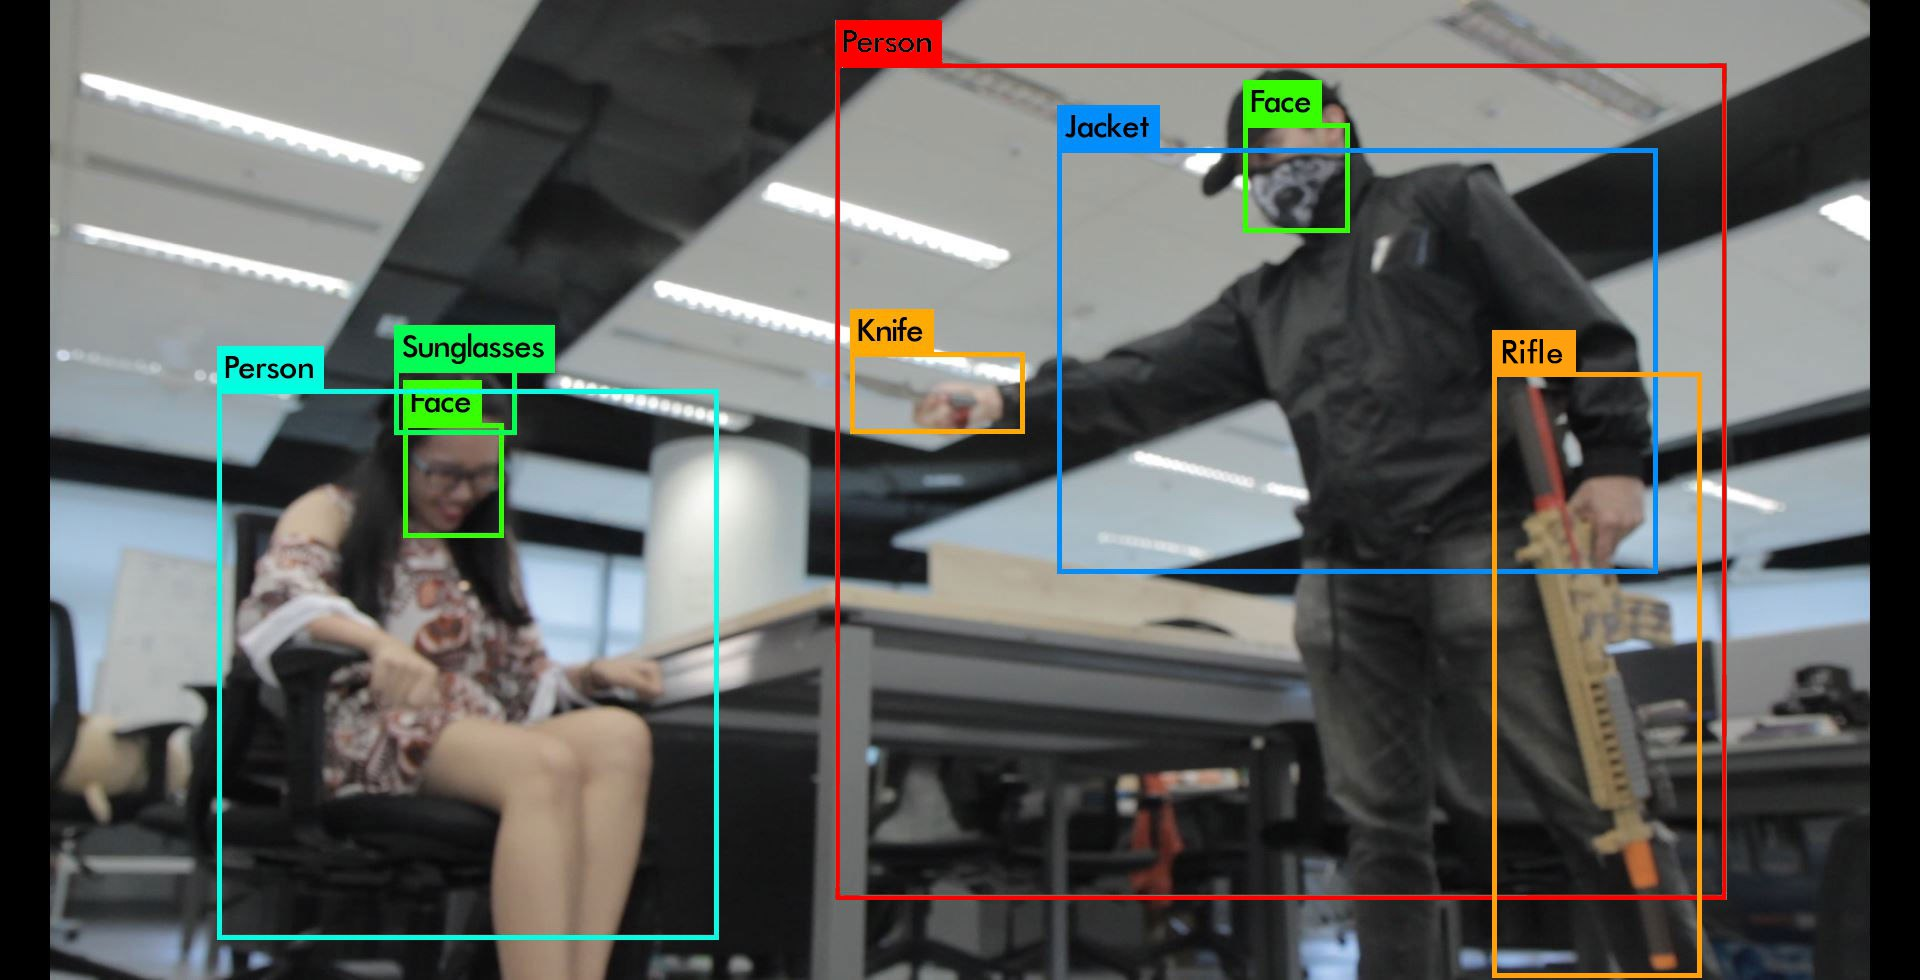 Person
Face
Jacket
Knife
Sunglasses
Rifle
Person
Face